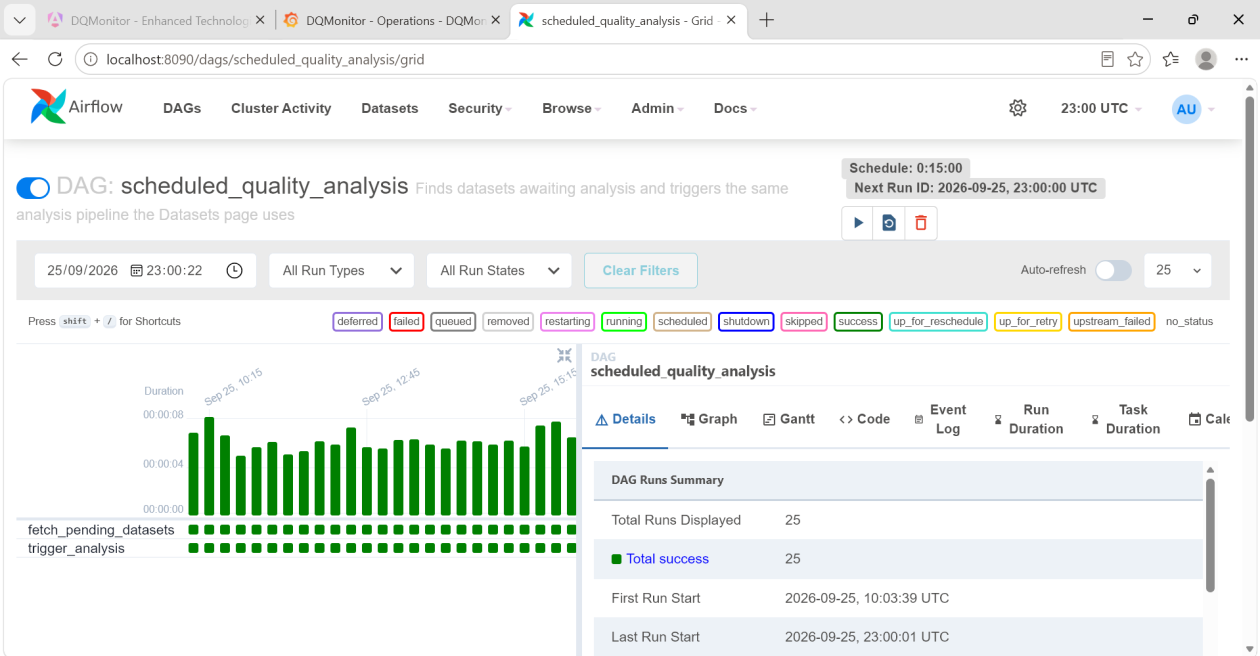 DQMonitor - Enhanced Technolog
DQMonitor - Operations - DQMon
scheduled_quality_analysis - Grid -
localhost:8090/dags/scheduled_quality_analysis/grid
Airflow
DAGs
Cluster Activity
Datasets
Security
Browse
Admin
Docs
23:00 UTC
AU
DAG: scheduled_quality_analysis Finds datasets awaiting analysis and triggers the same
analysis pipeline the Datasets page uses
Schedule: 0:15:00
Next Run ID: 2026-09-25, 23:00:00 UTC
25/09/2026 23:00:22
All Run Types
All Run States
Clear Filters
Auto-refresh
25
Press shift + / for Shortcuts
deferred
failed
queued
removed
restarting
running
scheduled
shutdown
skipped
success
up_for_reschedule
up_for_retry
upstream_failed
no_status
Duration
Sep 25, 10:15
Sep 25, 12:45
Sep 25, 15:15
00:00:08
00:00:04
00:00:00
fetch_pending_datasets
trigger_analysis
DAG
scheduled_quality_analysis
Details
Graph
Gantt
<> Code
Event
Log
Run
Duration
Task
Duration
Cale
DAG Runs Summary
Total Runs Displayed 25
Total success 25
First Run Start 2026-09-25, 10:03:39 UTC
Last Run Start 2026-09-25, 23:00:01 UTC